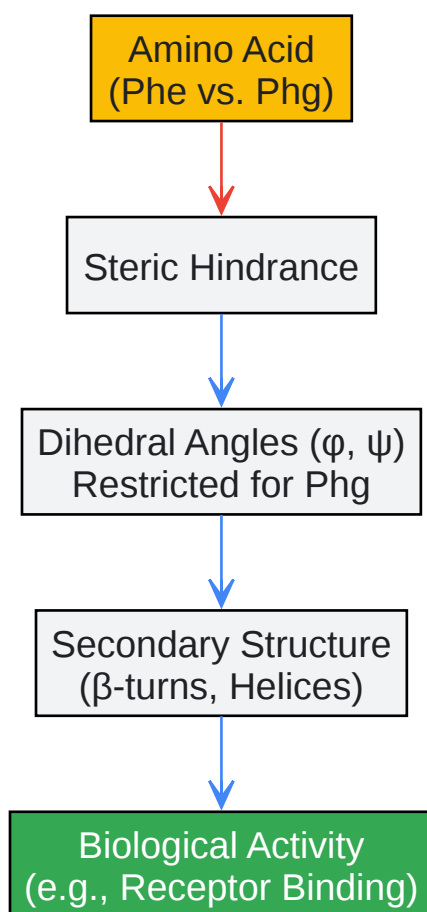 Amino Acid
(Phe vs. Phg)
Steric Hindrance
Dihedral Angles (φ, ψ)
Restricted for Phg
Secondary Structure
(β-turns, Helices)
Biological Activity
(e.g., Receptor Binding)